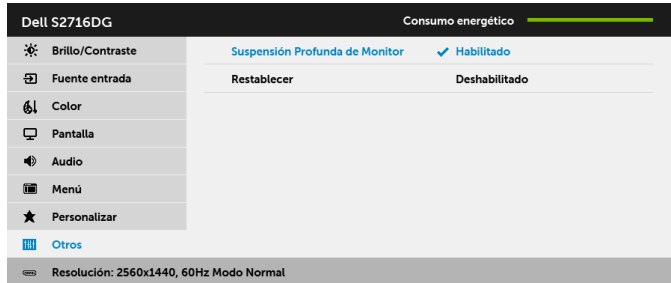 Dell S2716DG Consumo energético
Brillo/Contraste Suspensión Profunda de Monitor Habilitado
Fuente entrada Restablecer Deshabilitado
Color
Pantalla
Audio
Menú
Personalizar
Otros
Resolución: 2560x1440, 60Hz Modo Normal